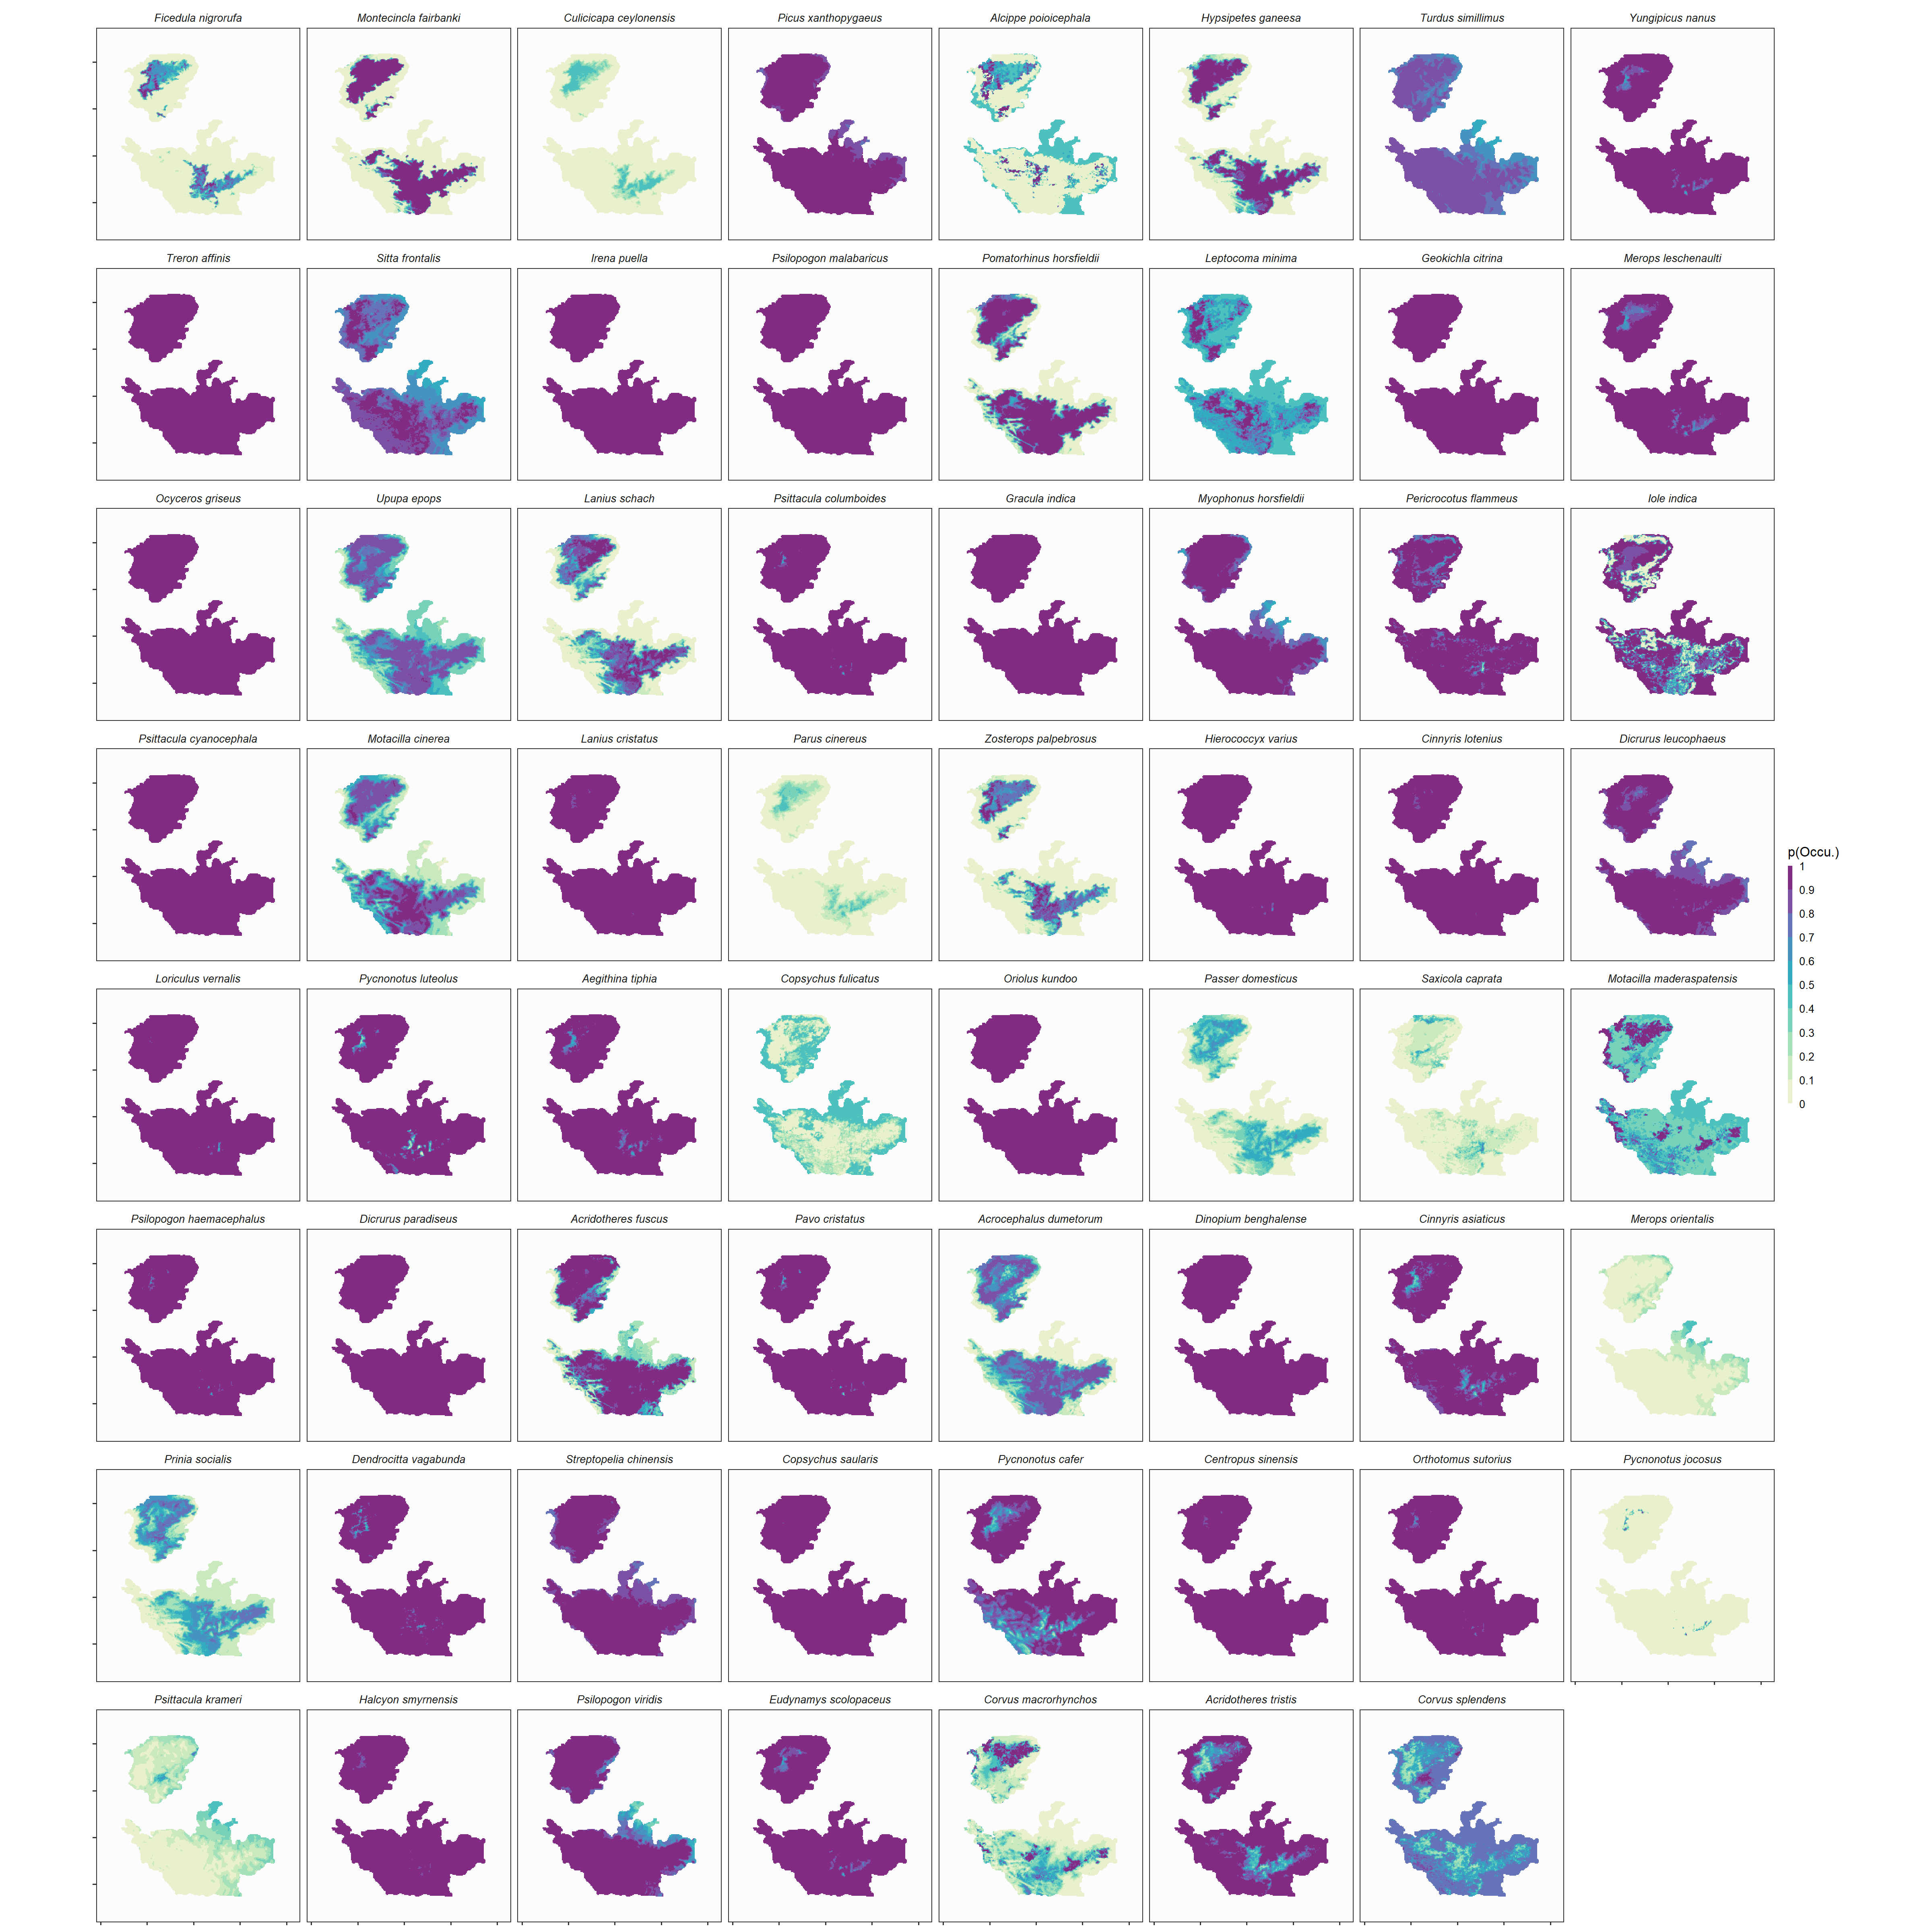 Ficedula nigrorufa
Montecincla fairbanki
Culicicapa ceylonensis
Picus xanthopygaeus
Alcippe poioicephala
Hypsipetes ganeesa
Turdus simillimus
Yungipicus nanus
Treron affinis
Sitta frontalis
Irena puella
Psilopogon malabaricus
Pomatorhinus horsfieldii
Leptocoma minima
Geokichla citrina
Merops leschenaulti
Ocyceros griseus
Upupa epops
Lanius schach
Psittacula columboides
Gracula indica
Myophonus horsfieldii
Pericrocotus flammeus
Iole indica
Psittacula cyanocephala
Motacilla cinerea
Lanius cristatus
Parus cinereus
Zosterops palpebrosus
Hierococcyx varius
Cinnyris lotenius
Dicrurus leucophaeus
Loriculus vernalis
Pycnonotus luteolus
Aegithina tiphia
Copsychus fulicatus
Oriolus kundoo
Passer domesticus
Saxicola caprata
Motacilla maderaspatensis
Psilopogon haemacephalus
Dicrurus paradiseus
Acridotheres fuscus
Pavo cristatus
Acrocephalus dumetorum
Dinopium benghalense
Cinnyris asiaticus
Merops orientalis
Prinia socialis
Dendrocitta vagabunda
Streptopelia chinensis
Copsychus saularis
Pycnonotus cafer
Centropus sinensis
Orthotomus sutorius
Pycnonotus jocosus
Psittacula krameri
Halcyon smyrnensis
Psilopogon viridis
Eudynamys scolopaceus
Corvus macrorhynchos
Acridotheres tristis
Corvus splendens
p(Occu.)
1
0.9
0.8
0.7
0.6
0.5
0.4
0.3
0.2
0.1
0